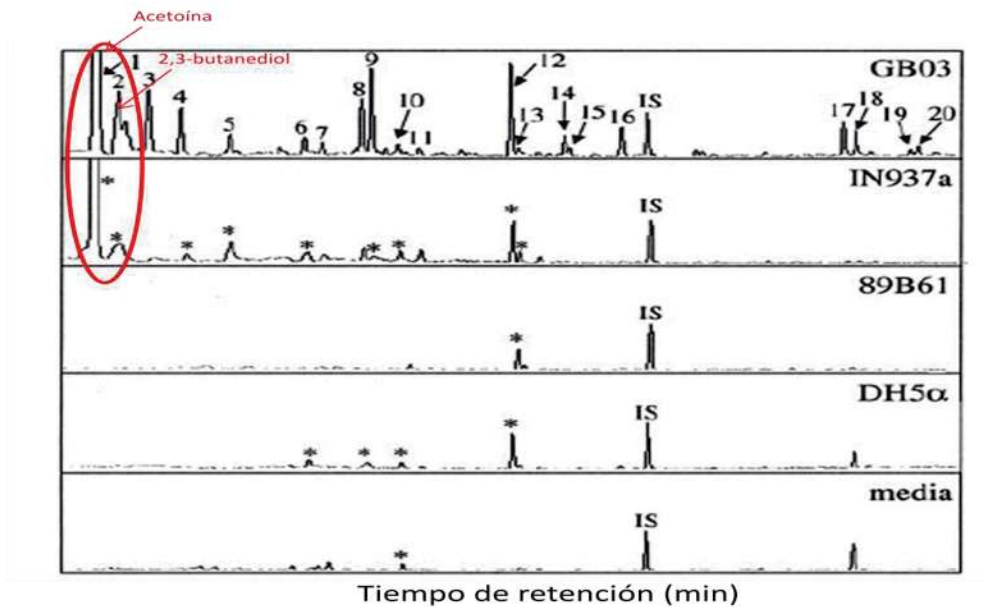 Acetoína
2,3-butanediol
1 2 3 4 5 6 7 8 9 10 11 12 13 14 15 16 IS 17 18 19 20 GB03
* * * * * * * * * IS IN937a
* IS 89B61
* * * * IS DH5α
* IS media
Tiempo de retención (min)